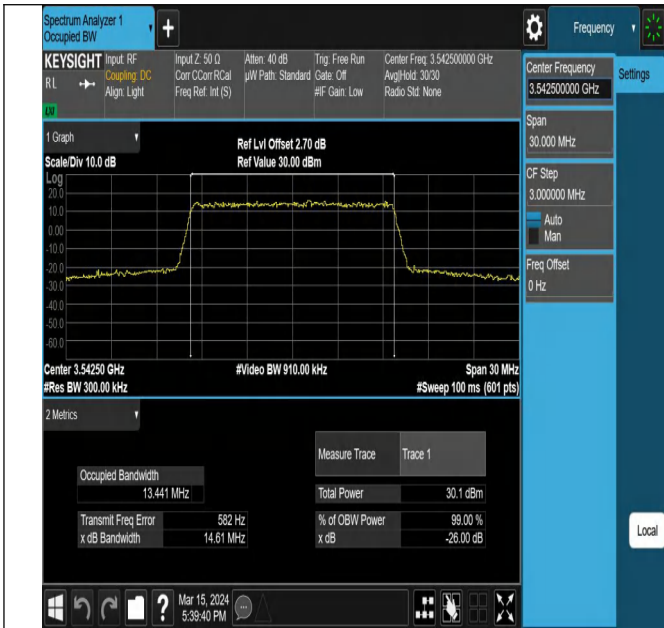 Spectrum Analyzer 1
Occupied BW
+
Frequency
KEYSIGHT
RL
LXI
Input: RF
Coupling: DC
Align: Light
Input Z: 50 Ω
Corr CCorr RCal
Freq Ref: Int (S)
Atten: 40 dB
µW Path: Standard
Trig: Free Run
Gate: Off
#IF Gain: Low
Center Freq: 3.542500000 GHz
Avg|Hold: 30/30
Radio Std: None
Center Frequency
3.542500000 GHz
Settings
Span
30.000 MHz
CF Step
3.000000 MHz
Auto
Man
Freq Offset
0 Hz
Local
1 Graph
Scale/Div 10.0 dB
Ref Lvl Offset 2.70 dB
Ref Value 30.00 dBm
Log
20.0
10.0
0.00
-10.0
-20.0
-30.0
-40.0
-50.0
-60.0
Center 3.54250 GHz
#Video BW 910.00 kHz
Span 30 MHz
#Res BW 300.00 kHz
#Sweep 100 ms (601 pts)
2 Metrics
Measure Trace
Trace 1
Occupied Bandwidth
13.441 MHz
Total Power
30.1 dBm
Transmit Freq Error
582 Hz
% of OBW Power
99.00 %
x dB Bandwidth
14.61 MHz
x dB
-26.00 dB
?
Mar 15, 2024
5:39:40 PM